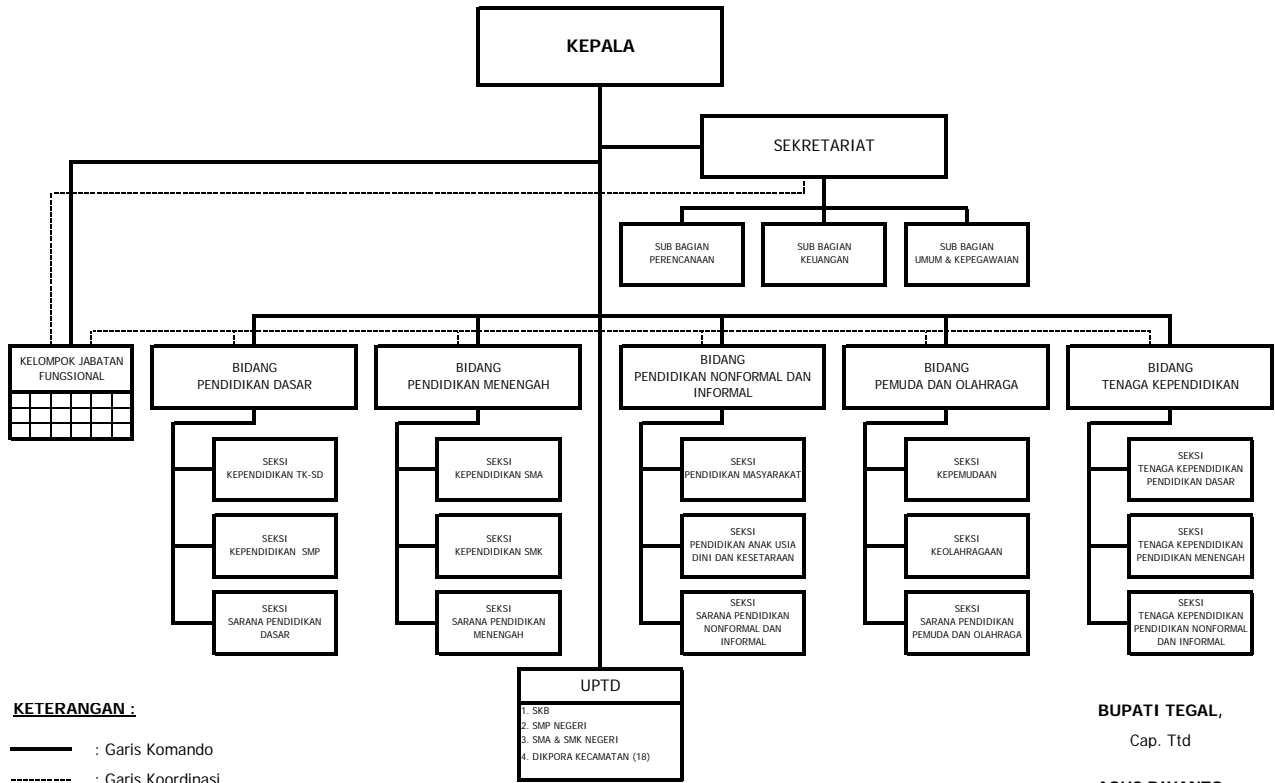 KEPALA
SEKRETARIAT
SUB BAGIAN
PERENCANAAN
SUB BAGIAN
KEUANGAN
SUB BAGIAN
UMUM & KEPEGAWAIAN
KELOMPOK JABATAN
FUNGSIONAL
BIDANG
PENDIDIKAN DASAR
BIDANG
PENDIDIKAN MENENGAH
BIDANG
PENDIDIKAN NONFORMAL DAN
INFORMAL
BIDANG
PEMUDA DAN OLAHRAGA
BIDANG
TENAGA KEPENDIDIKAN
SEKSI
KEPENDIDIKAN TK-SD
SEKSI
KEPENDIDIKAN SMA
SEKSI
PENDIDIKAN MASYARAKAT
SEKSI
KEPEMUDAAN
SEKSI
TENAGA KEPENDIDIKAN
PENDIDIKAN DASAR
SEKSI
KEPENDIDIKAN SMP
SEKSI
KEPENDIDIKAN SMK
SEKSI
PENDIDIKAN ANAK USIA
DINI DAN KESETARAAN
SEKSI
KEOLAHRAGAAN
SEKSI
TENAGA KEPENDIDIKAN
PENDIDIKAN MENENGAH
SEKSI
SARANA PENDIDIKAN
DASAR
SEKSI
SARANA PENDIDIKAN
MENENGAH
SEKSI
SARANA PENDIDIKAN
NONFORMAL DAN
INFORMAL
SEKSI
SARANA PENDIDIKAN
PEMUDA DAN OLAHRAGA
SEKSI
TENAGA KEPENDIDIKAN
PENDIDIKAN NONFORMAL
DAN INFORMAL
UPTD
1. SKB
2. SMP NEGERI
3. SMA & SMK NEGERI
4. DIKPORA KECAMATAN (18)
KETERANGAN :
: Garis Komando
: Garis Koordinasi
BUPATI TEGAL,
Cap. Ttd